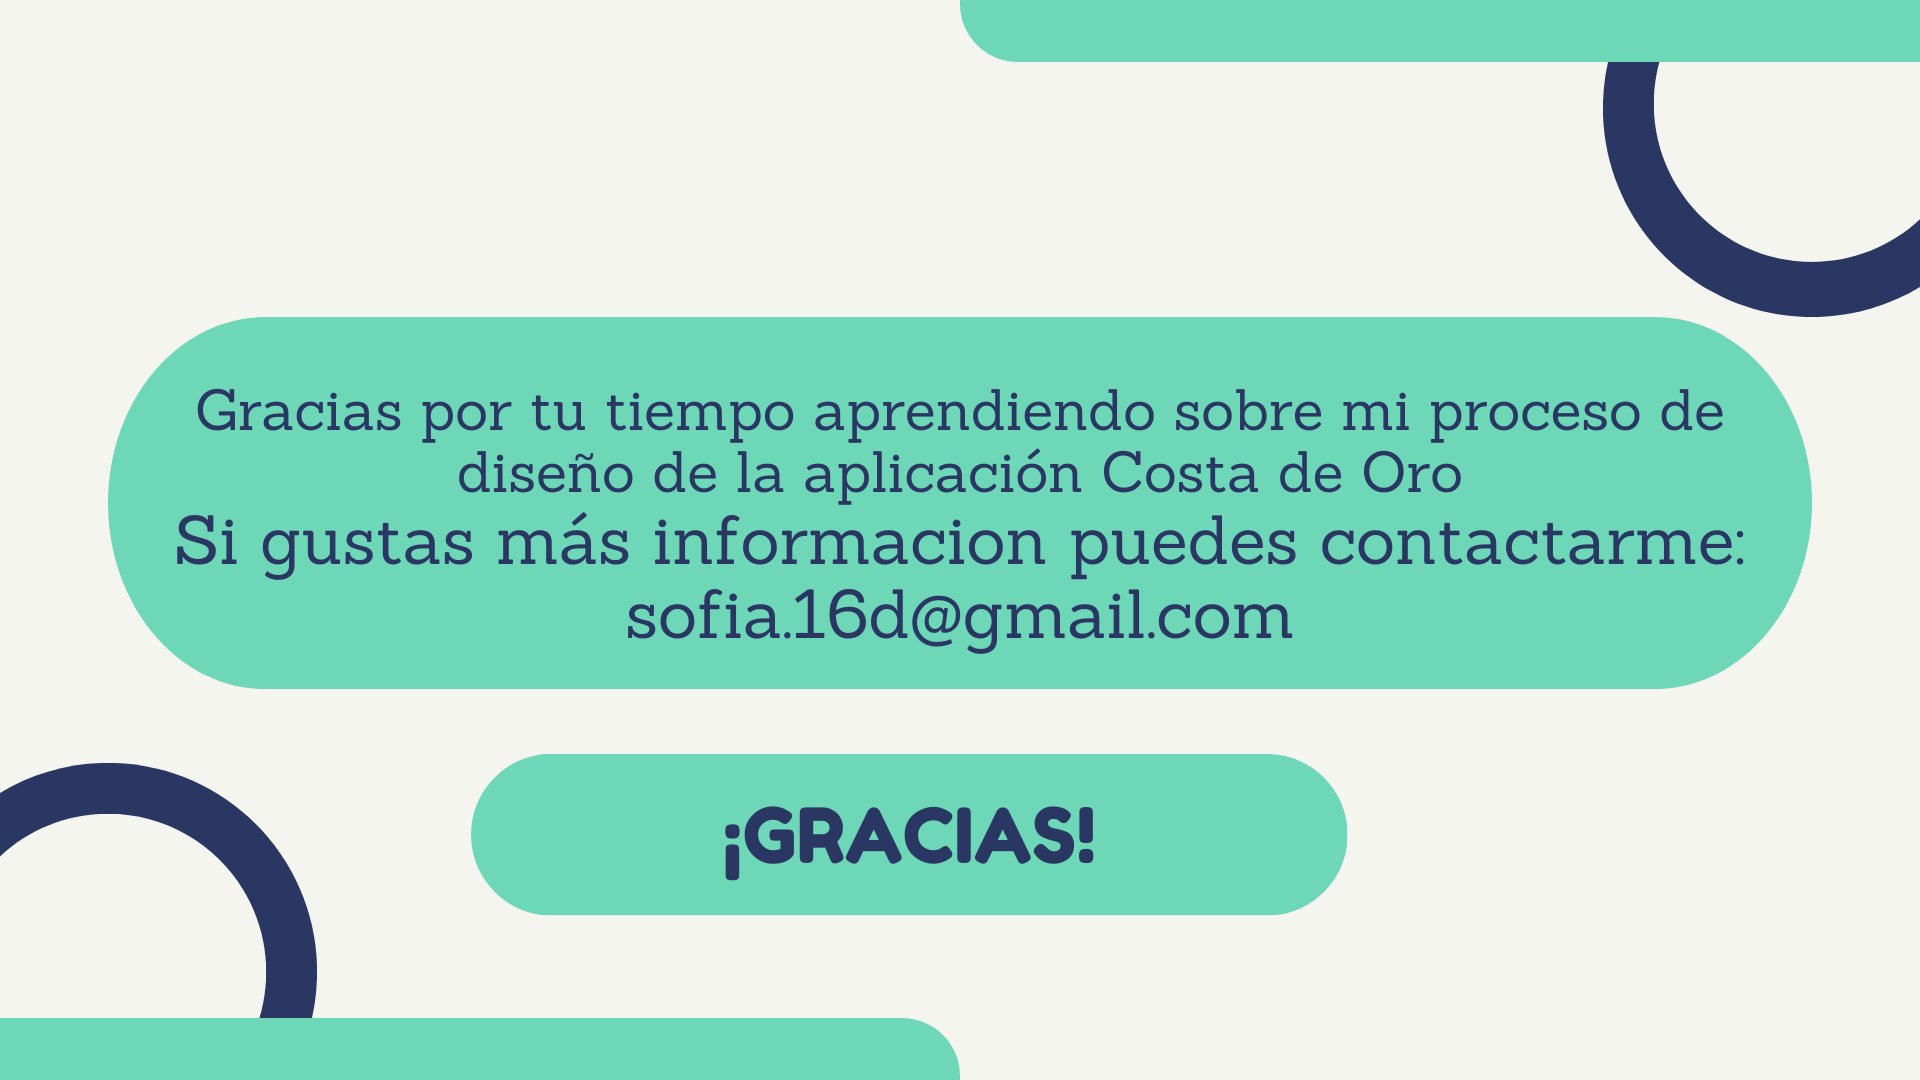 Gracias por tu tiempo aprendiendo sobre mi proceso de
diseño de la aplicación Costa de Oro
Si gustas más informacion puedes contactarme:
sofia.16d@gmail.com
¡GRACIAS!